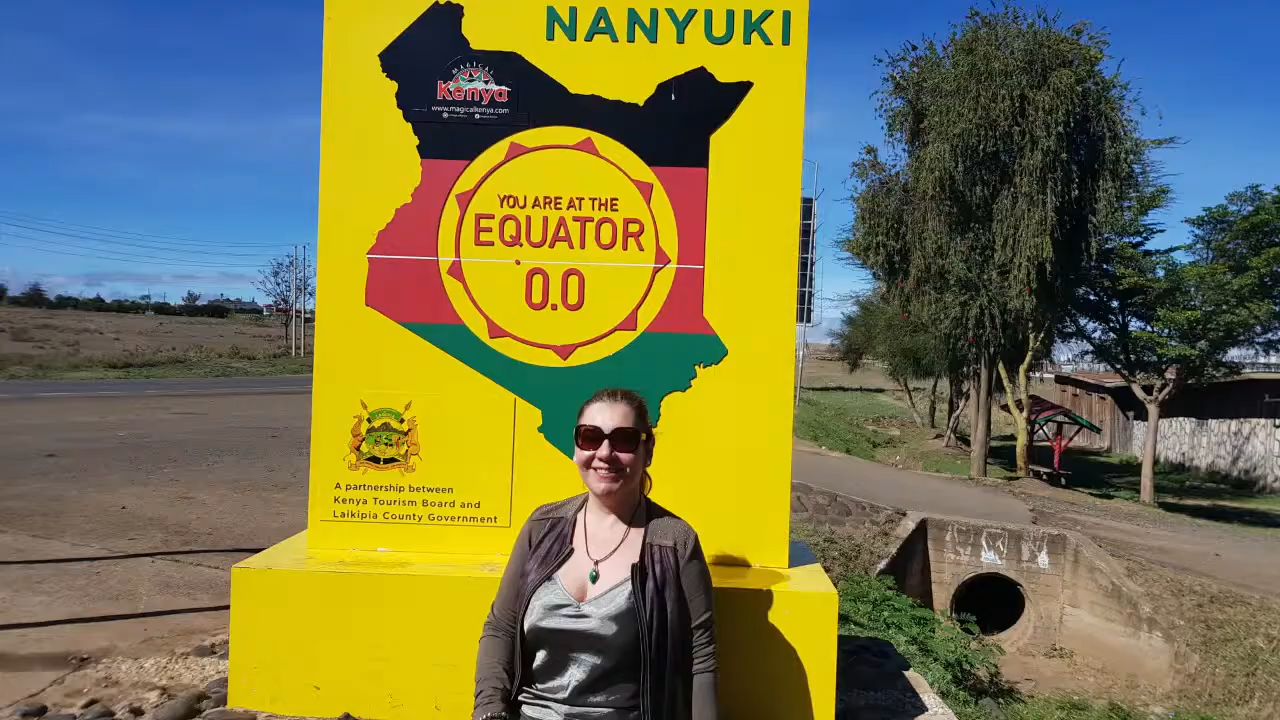 NANYUKI
MAGICAL
Kenya
www.magicalkenya.com
YOU ARE AT THE
EQUATOR
0.0
A partnership between
Kenya Tourism Board and
Laikipia County Government